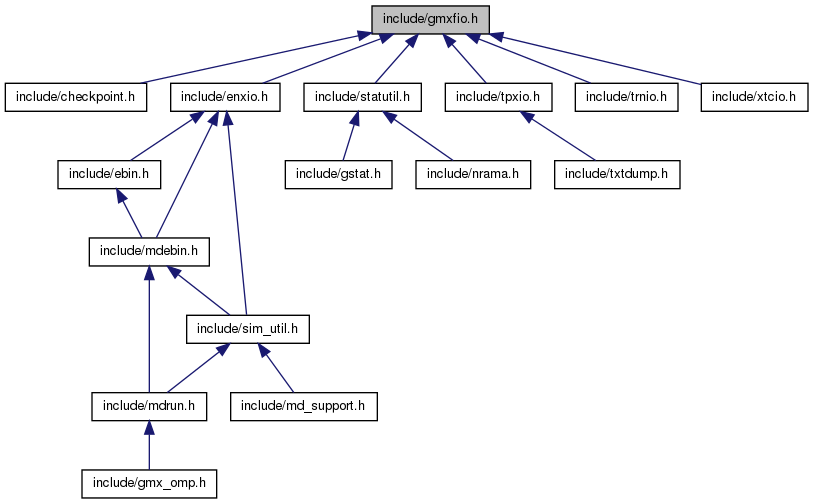 include/gmxfio.h
include/checkpoint.h
include/enxio.h
include/statutil.h
include/tpxio.h
include/trnio.h
include/xtcio.h
include/ebin.h
include/gstat.h
include/nrama.h
include/txtdump.h
include/mdebin.h
include/sim_util.h
include/mdrun.h
include/md_support.h
include/gmx_omp.h